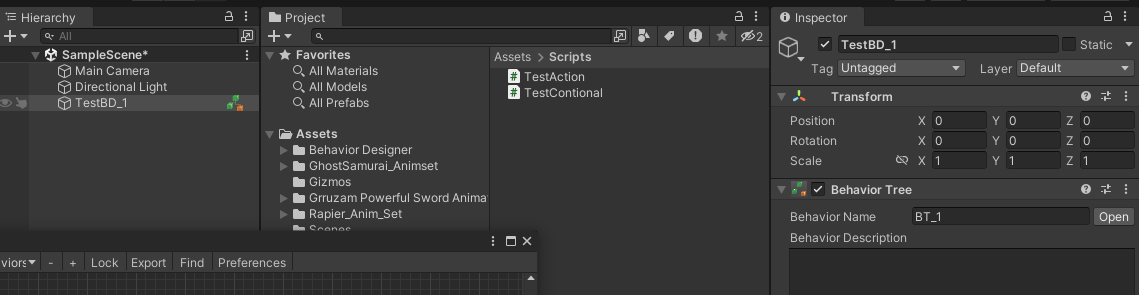 Hierarchy
All
SampleScene*
Main Camera
Directional Light
TestBD_1
Project
2
Favorites
All Materials
All Models
All Prefabs
Assets
Behavior Designer
GhostSamurai_Animset
Gizmos
Grruzam Powerful Sword Anima
Rapier_Anim_Set
Scenes
Assets > Scripts
TestAction
TestContional
viors - + Lock Export Find Preferences
Inspector
TestBD_1 Static
Tag Untagged Layer Default
Transform
Position X 0 Y 0 Z 0
Rotation X 0 Y 0 Z 0
Scale X 1 Y 1 Z 1
Behavior Tree
Behavior Name BT_1 Open
Behavior Description